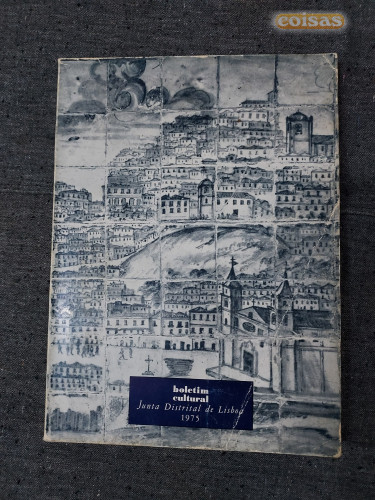 coisas
boletim
cultural
Junta Distrital de Lisboa
1975